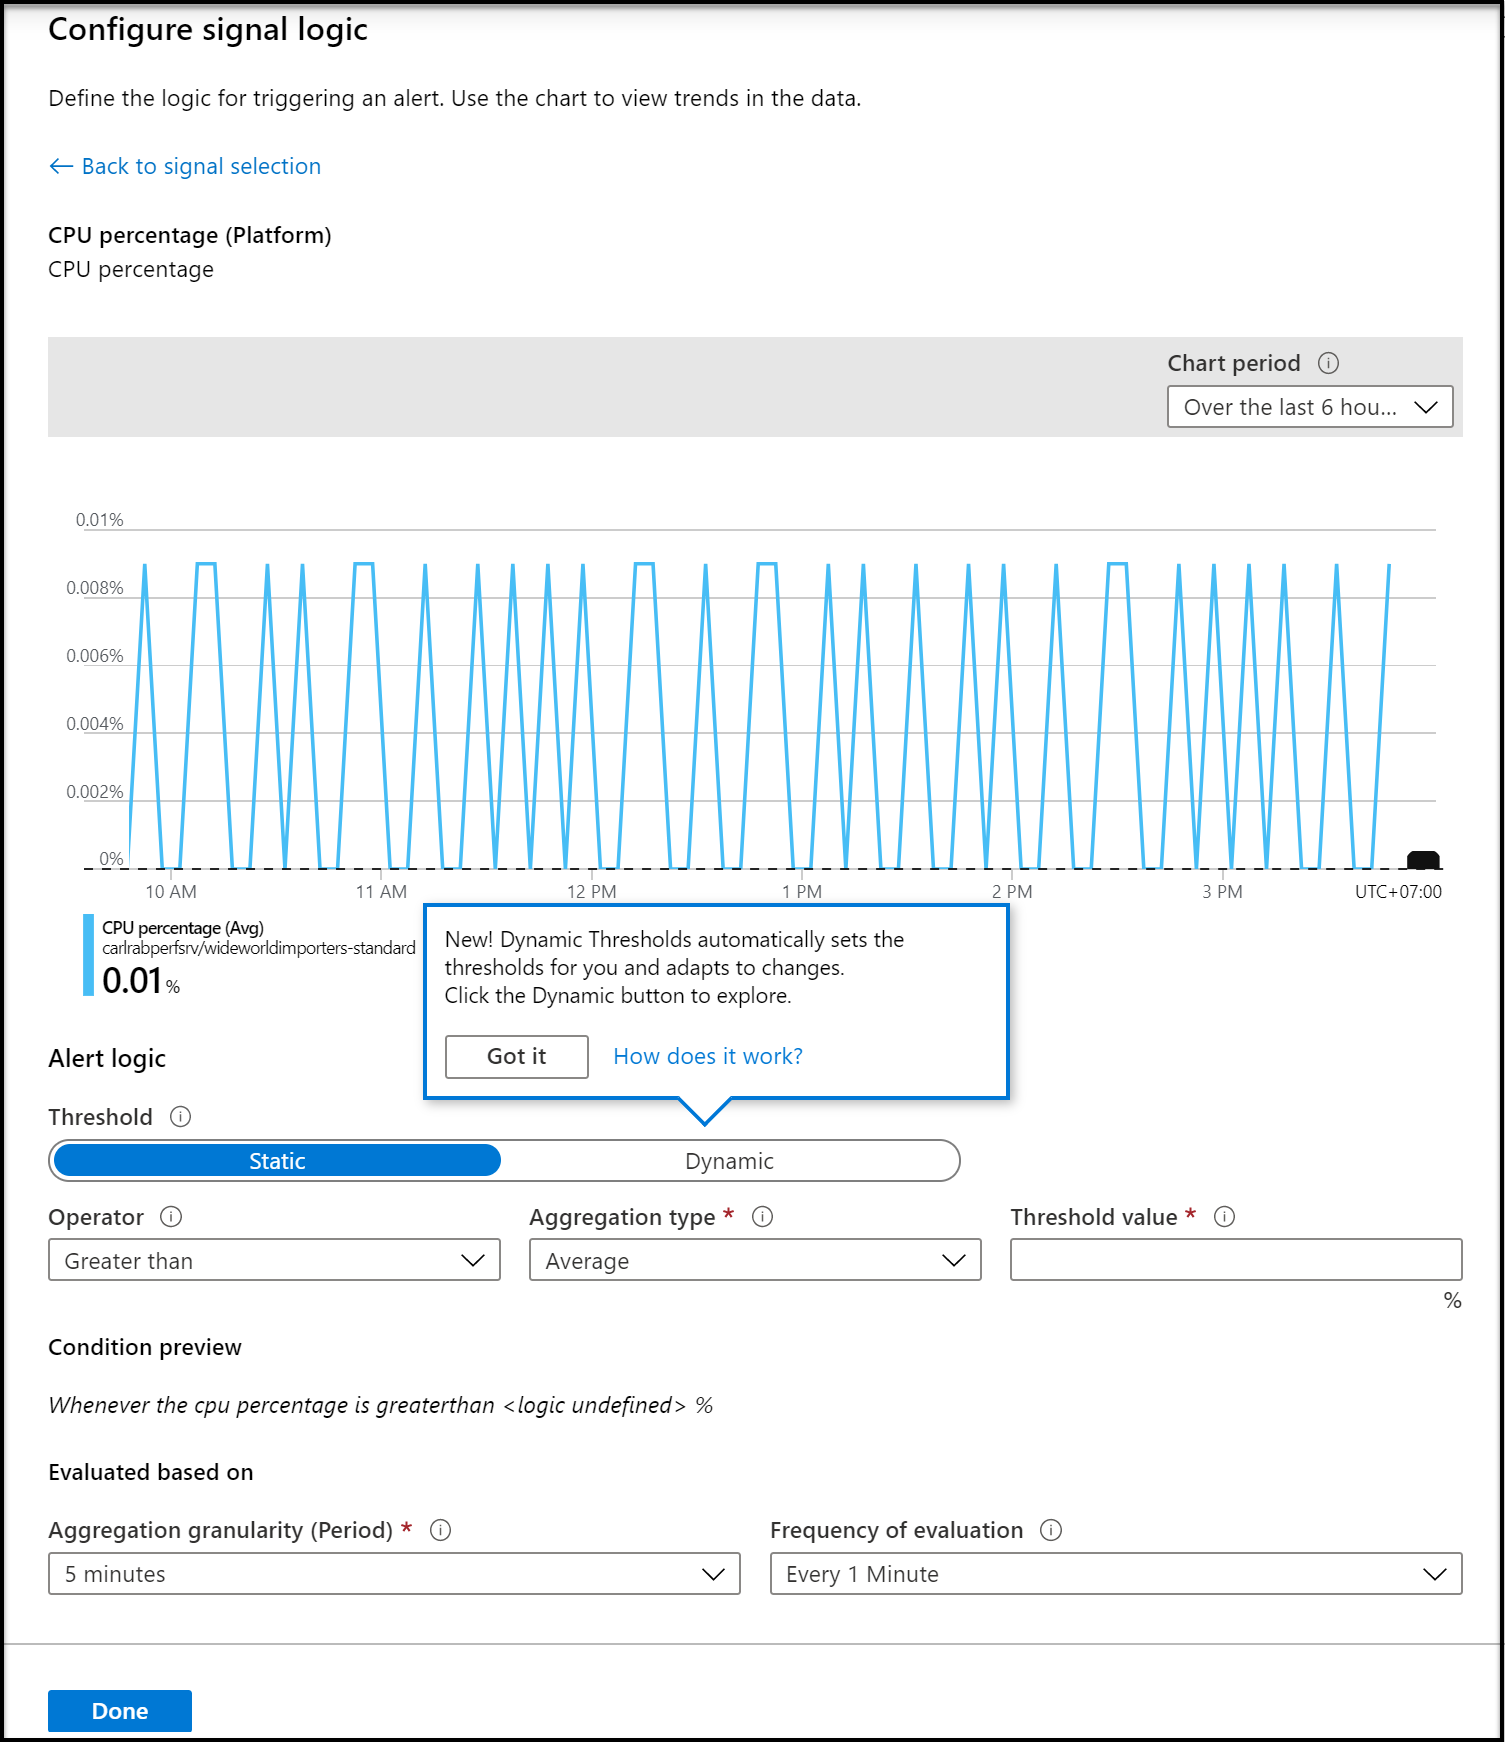 Configure signal logic
Define the logic for triggering an alert. Use the chart to view trends in the data.
← Back to signal selection
CPU percentage (Platform)
CPU percentage
Chart period
Over the last 6 hou...
0.01%
0.008%
0.006%
0.004%
0.002%
0%
10 AM 11 AM 12 PM 1 PM 2 PM 3 PM UTC+07:00
CPU percentage (Avg)
carlrabperfsrv/wideworldimporters-standard
0.01 %
New! Dynamic Thresholds automatically sets the
thresholds for you and adapts to changes.
Click the Dynamic button to explore.
Got it How does it work?
Alert logic
Threshold
Static Dynamic
Operator Aggregation type * Threshold value *
Greater than Average
%
Condition preview
Whenever the cpu percentage is greaterthan <logic undefined> %
Evaluated based on
Aggregation granularity (Period) * Frequency of evaluation
5 minutes Every 1 Minute
Done